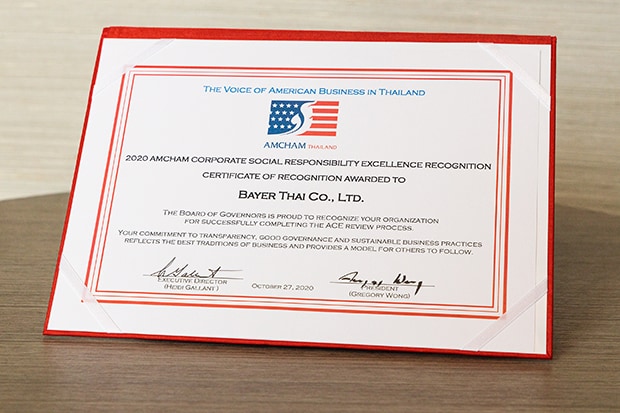 THE VOICE OF AMERICAN BUSINESS IN THAILAND
AMCHAM THAILAND
2020 AMCHAM CORPORATE SOCIAL RESPONSIBILITY EXCELLENCE RECOGNITION
CERTIFICATE OF RECOGNITION AWARDED TO
BAYER THAI CO., LTD.
THE BOARD OF GOVERNORS IS PROUD TO RECOGNIZE YOUR ORGANIZATION
FOR SUCCESSFULLY COMPLETING THE ACE REVIEW PROCESS.
YOUR COMMITMENT TO TRANSPARENCY, GOOD GOVERNANCE AND SUSTAINABLE BUSINESS PRACTICES
REFLECTS THE BEST TRADITIONS OF BUSINESS AND PROVIDES A MODEL FOR OTHERS TO FOLLOW.
EXECUTIVE DIRECTOR
(HEIDI GALLANT)
OCTOBER 27, 2020
PRESIDENT
(GREGORY WONG)